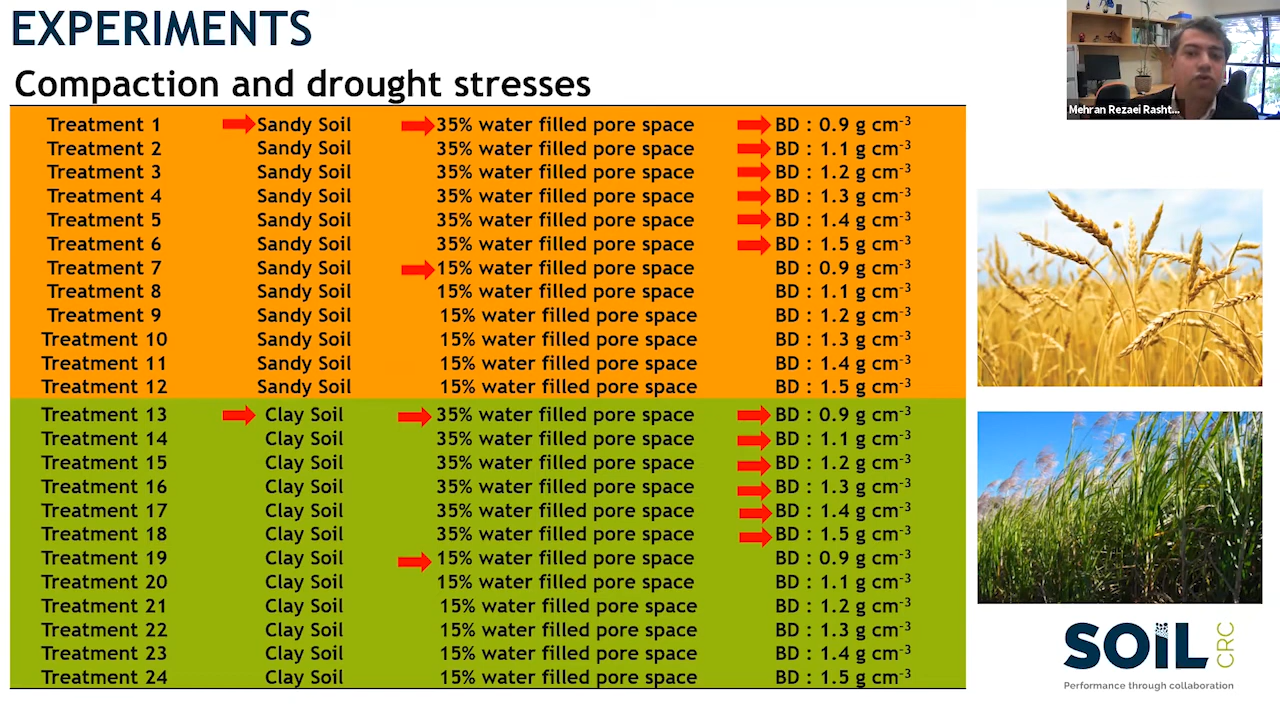 EXPERIMENTS
Compaction and drought stresses
Treatment 1 Sandy Soil 35% water filled pore space BD : 0.9 g cm⁻³
Treatment 2 Sandy Soil 35% water filled pore space BD : 1.1 g cm⁻³
Treatment 3 Sandy Soil 35% water filled pore space BD : 1.2 g cm⁻³
Treatment 4 Sandy Soil 35% water filled pore space BD : 1.3 g cm⁻³
Treatment 5 Sandy Soil 35% water filled pore space BD : 1.4 g cm⁻³
Treatment 6 Sandy Soil 35% water filled pore space BD : 1.5 g cm⁻³
Treatment 7 Sandy Soil 15% water filled pore space BD : 0.9 g cm⁻³
Treatment 8 Sandy Soil 15% water filled pore space BD : 1.1 g cm⁻³
Treatment 9 Sandy Soil 15% water filled pore space BD : 1.2 g cm⁻³
Treatment 10 Sandy Soil 15% water filled pore space BD : 1.3 g cm⁻³
Treatment 11 Sandy Soil 15% water filled pore space BD : 1.4 g cm⁻³
Treatment 12 Sandy Soil 15% water filled pore space BD : 1.5 g cm⁻³
Treatment 13 Clay Soil 35% water filled pore space BD : 0.9 g cm⁻³
Treatment 14 Clay Soil 35% water filled pore space BD : 1.1 g cm⁻³
Treatment 15 Clay Soil 35% water filled pore space BD : 1.2 g cm⁻³
Treatment 16 Clay Soil 35% water filled pore space BD : 1.3 g cm⁻³
Treatment 17 Clay Soil 35% water filled pore space BD : 1.4 g cm⁻³
Treatment 18 Clay Soil 35% water filled pore space BD : 1.5 g cm⁻³
Treatment 19 Clay Soil 15% water filled pore space BD : 0.9 g cm⁻³
Treatment 20 Clay Soil 15% water filled pore space BD : 1.1 g cm⁻³
Treatment 21 Clay Soil 15% water filled pore space BD : 1.2 g cm⁻³
Treatment 22 Clay Soil 15% water filled pore space BD : 1.3 g cm⁻³
Treatment 23 Clay Soil 15% water filled pore space BD : 1.4 g cm⁻³
Treatment 24 Clay Soil 15% water filled pore space BD : 1.5 g cm⁻³
Mehran Rezaei Rasht...
SOiL CRC
Performance through collaboration